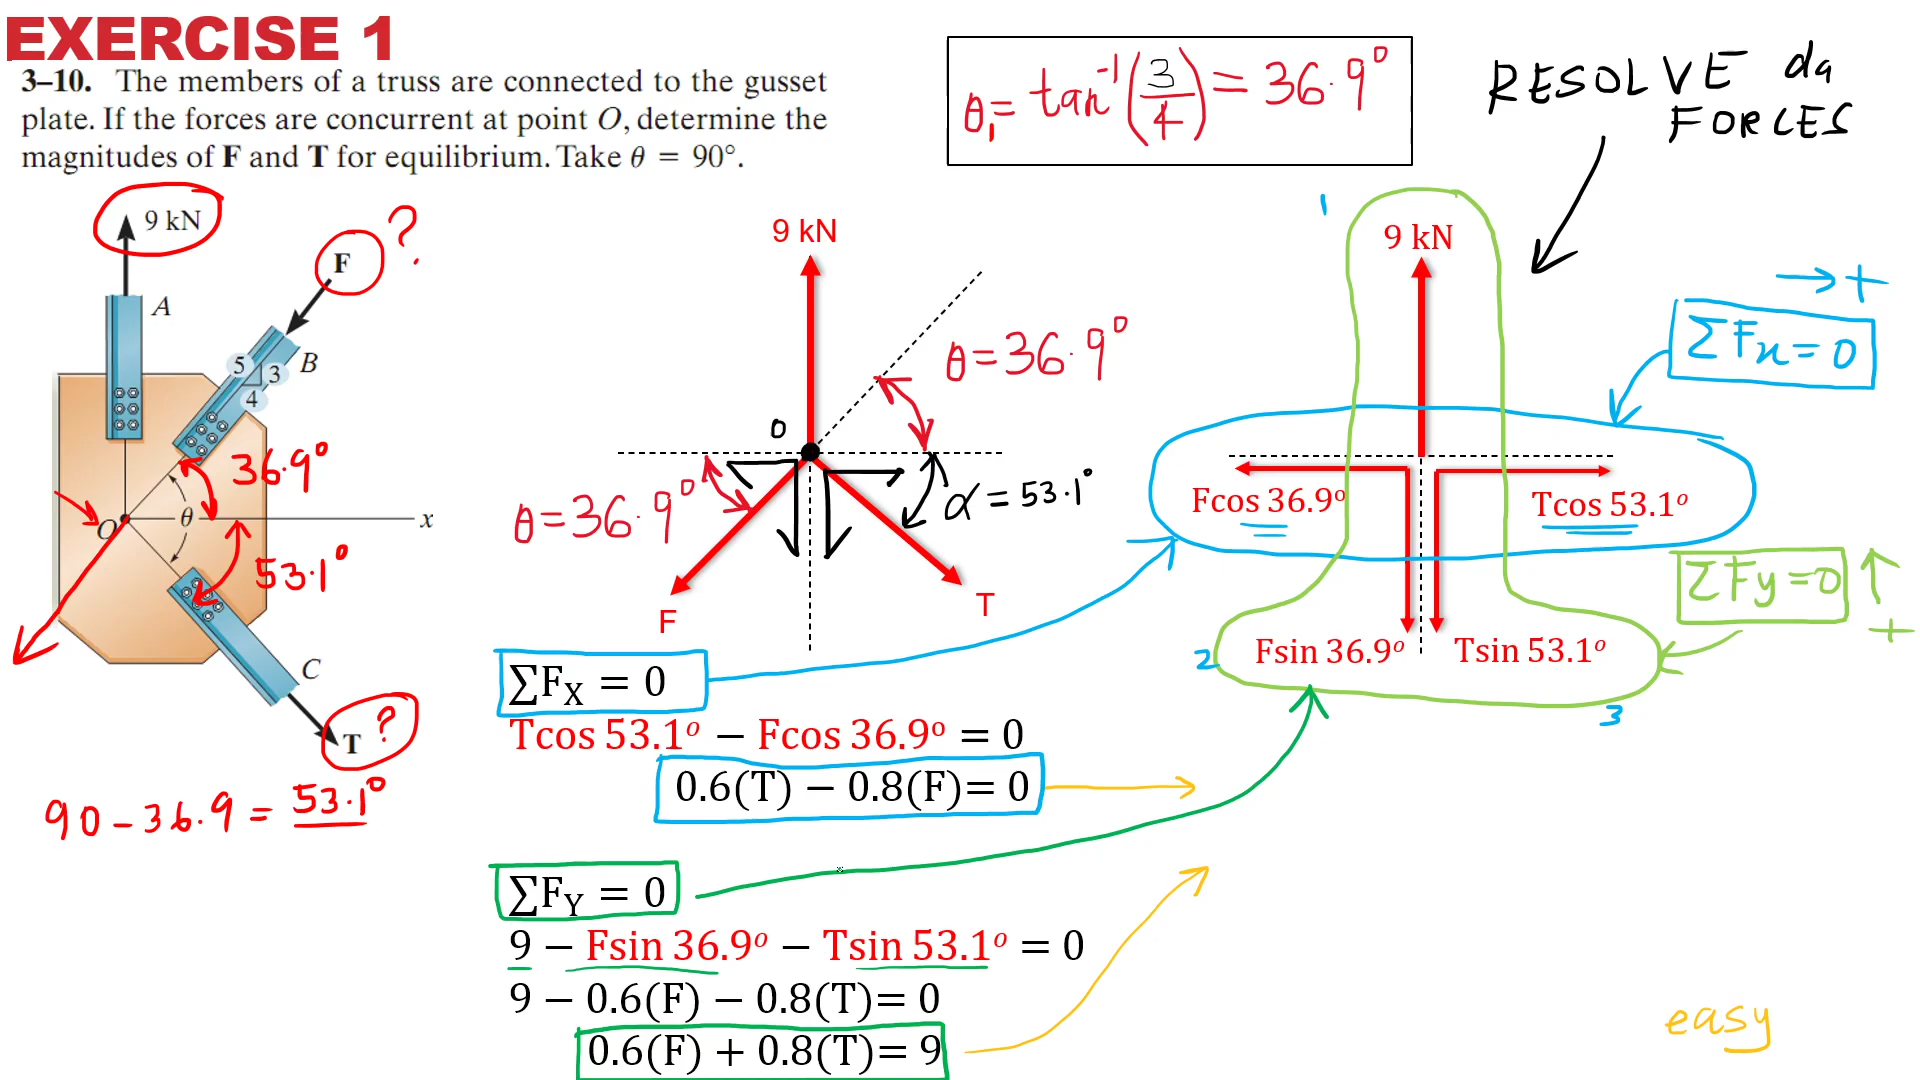 EXERCISE 1
3–10. The members of a truss are connected to the gusset
plate. If the forces are concurrent at point O, determine the
magnitudes of F and T for equilibrium. Take θ = 90°.
9 kN
F
?
A
5
3
4
B
36.9°
O
θ
x
53.1°
C
T
?
90 – 36.9 = 53.1°
θ₁= tan⁻¹(3/4) = 36.9°
RESOLVE da
FORCES
9 kN
θ=36.9°
O
α=53.1°
θ=36.9°
F
T
1
9 kN
→+
ΣFx=0
Fcos 36.9°
Tcos 53.1°
ΣFy=0 ↑
+
2
Fsin 36.9°
Tsin 53.1°
3
∑F_X = 0
Tcos 53.1° − Fcos 36.9° = 0
0.6(T) − 0.8(F)= 0
∑F_Y = 0
9 − Fsin 36.9° − Tsin 53.1° = 0
9 − 0.6(F) − 0.8(T)= 0
0.6(F) + 0.8(T)= 9
easy